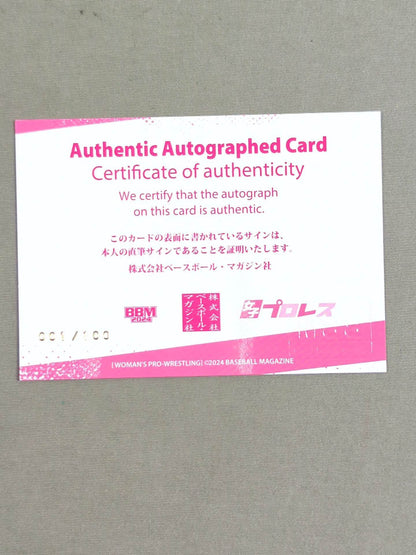 Authentic Autographed Card
Certificate of authenticity
We certify that the autograph
on this card is authentic.
このカードの表面に書かれているサインは、
本人の直筆サインであることを証明いたします。
株式会社ベースボール・マガジン社
BBM
2024
株式会社
ベースボール・
マガジン社
女子プロレス
001/100
[WOMAN'S PRO-WRESTLING] ©2024 BASEBALL MAGAZINE